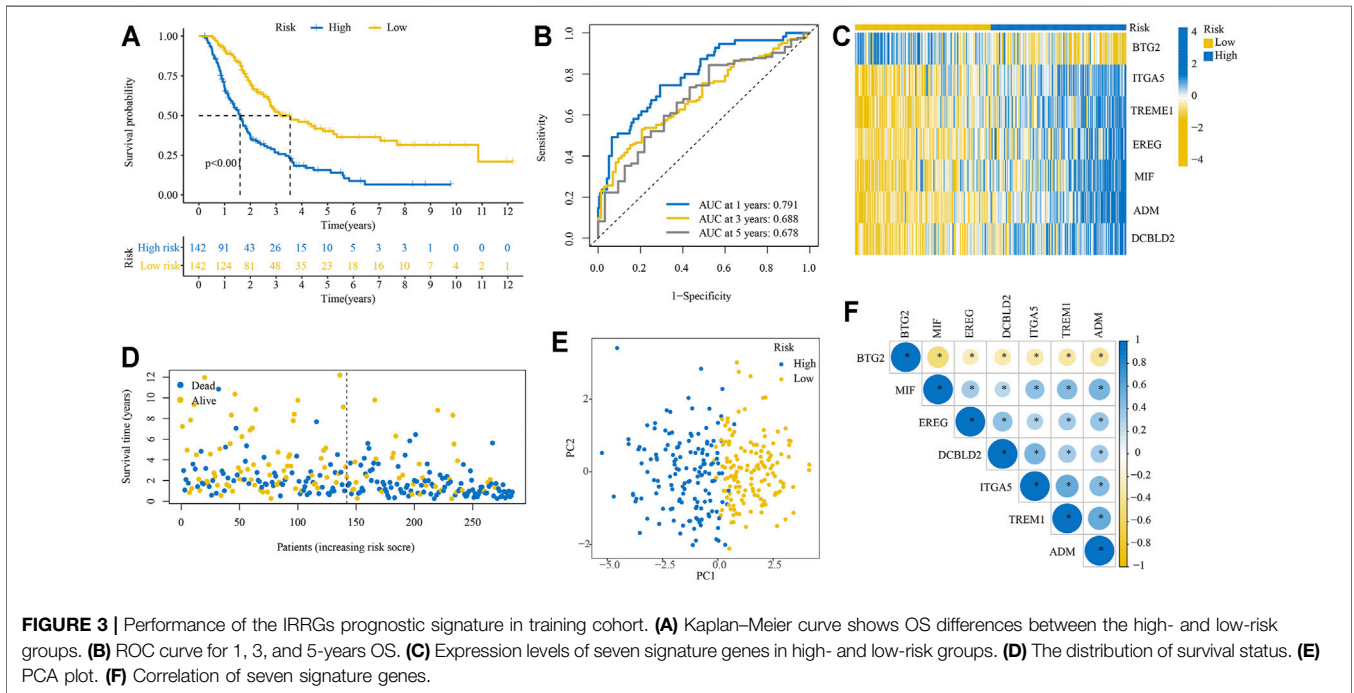 A
Risk High Low
Survival probability
1.00
0.75
0.50
0.25
0.00
p<0.001
0 1 2 3 4 5 6 7 8 9 10 11 12
Time(years)
Risk
High risk 142 91 43 26 15 10 5 3 3 1 0 0 0
Low risk 142 124 81 48 35 23 18 16 10 7 4 2 1
0 1 2 3 4 5 6 7 8 9 10 11 12
Time(years)
B
Sensitivity
1.0
0.8
0.6
0.4
0.2
0.0
AUC at 1 years: 0.791
AUC at 3 years: 0.688
AUC at 5 years: 0.678
0.0 0.2 0.4 0.6 0.8 1.0
1−Specificity
C
Risk
BTG2
ITGA5
TREME1
EREG
MIF
ADM
DCBLD2
4
2
0
−2
−4
Risk
Low
High
D
Dead
Alive
Survival time (years)
12
10
8
6
4
2
0
0 50 100 150 200 250
Patients (increasing risk socre)
E
Risk
High
Low
PC2
2
0
−2
−5.0 −2.5 0.0 2.5
PC1
F
BTG2 MIF EREG DCBLD2 ITGA5 TREM1 ADM
BTG2 * * * * * * *
MIF * * * * * *
EREG * * * * *
DCBLD2 * * * *
ITGA5 * * *
TREM1 * *
ADM *
1
0.8
0.6
0.4
0.2
0
−0.2
−0.4
−0.6
−0.8
−1
FIGURE 3 | Performance of the IRRGs prognostic signature in training cohort. (A) Kaplan–Meier curve shows OS differences between the high- and low-risk
groups. (B) ROC curve for 1, 3, and 5-years OS. (C) Expression levels of seven signature genes in high- and low-risk groups. (D) The distribution of survival status. (E)
PCA plot. (F) Correlation of seven signature genes.